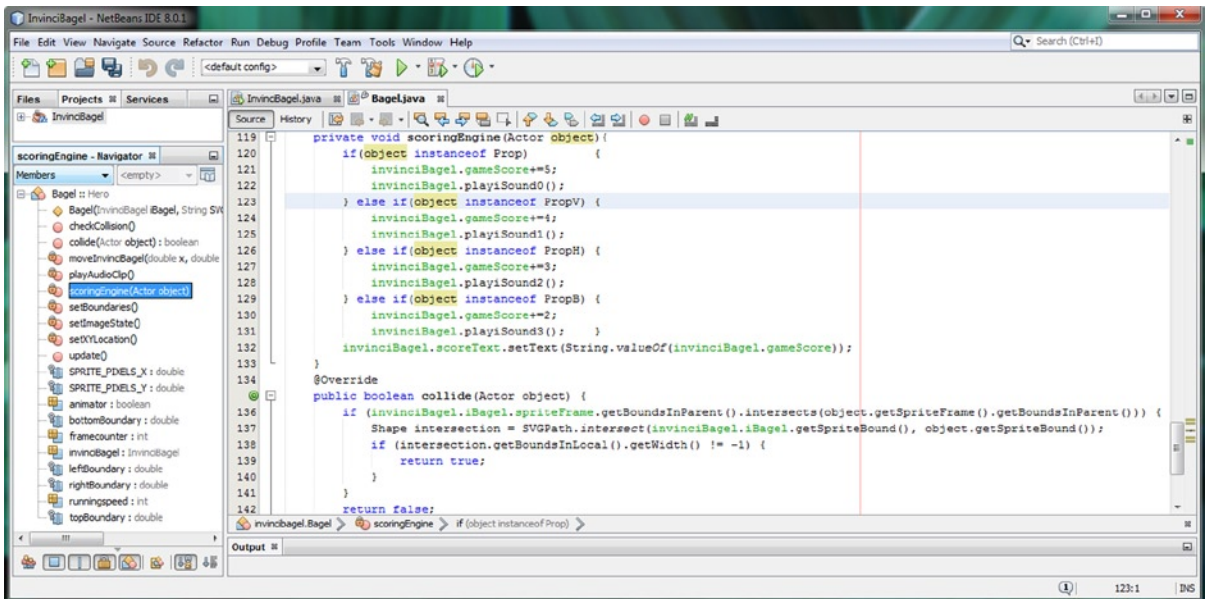 InvinciBagel - NetBeans IDE 8.0.1
File Edit View Navigate Source Refactor Run Debug Profile Team Tools Window Help
Search (Ctrl+I)
<default config>
Files Projects Services
InvinciBagel
scoringEngine - Navigator
Members <empty>
Bagel :: Hero
Bagel(InvinciBagel iBagel, String SV
checkCollision()
collide(Actor object) : boolean
moveInvinciBagel(double x, double
playAudioClip()
scoringEngine(Actor object)
setBoundaries()
setImageState()
setXYLocation()
update()
SPRITE_PIXELS_X : double
SPRITE_PIXELS_Y : double
animator : boolean
bottomBoundary : double
framecounter : int
invinciBagel : InvinciBagel
leftBoundary : double
rightBoundary : double
runningspeed : int
topBoundary : double
InvinciBagel.java Bagel.java
Source History
119 private void scoringEngine(Actor object){
120 if(object instanceof Prop) {
121 invinciBagel.gameScore+=5;
122 invinciBagel.playiSound0();
123 } else if(object instanceof PropV) {
124 invinciBagel.gameScore+=4;
125 invinciBagel.playiSound1();
126 } else if(object instanceof PropH) {
127 invinciBagel.gameScore+=3;
128 invinciBagel.playiSound2();
129 } else if(object instanceof PropB) {
130 invinciBagel.gameScore+=2;
131 invinciBagel.playiSound3(); }
132 invinciBagel.scoreText.setText(String.valueOf(invinciBagel.gameScore));
133 }
134 @Override
public boolean collide(Actor object) {
136 if (invinciBagel.iBagel.spriteFrame.getBoundsInParent().intersects(object.getSpriteFrame().getBoundsInParent())) {
137 Shape intersection = SVGPath.intersect(invinciBagel.iBagel.getSpriteBound(), object.getSpriteBound());
138 if (intersection.getBoundsInLocal().getWidth() != -1) {
139 return true;
140 }
141 }
142 return false;
invincibagel.Bagel scoringEngine if (object instanceof Prop)
Output
1 123:1 INS